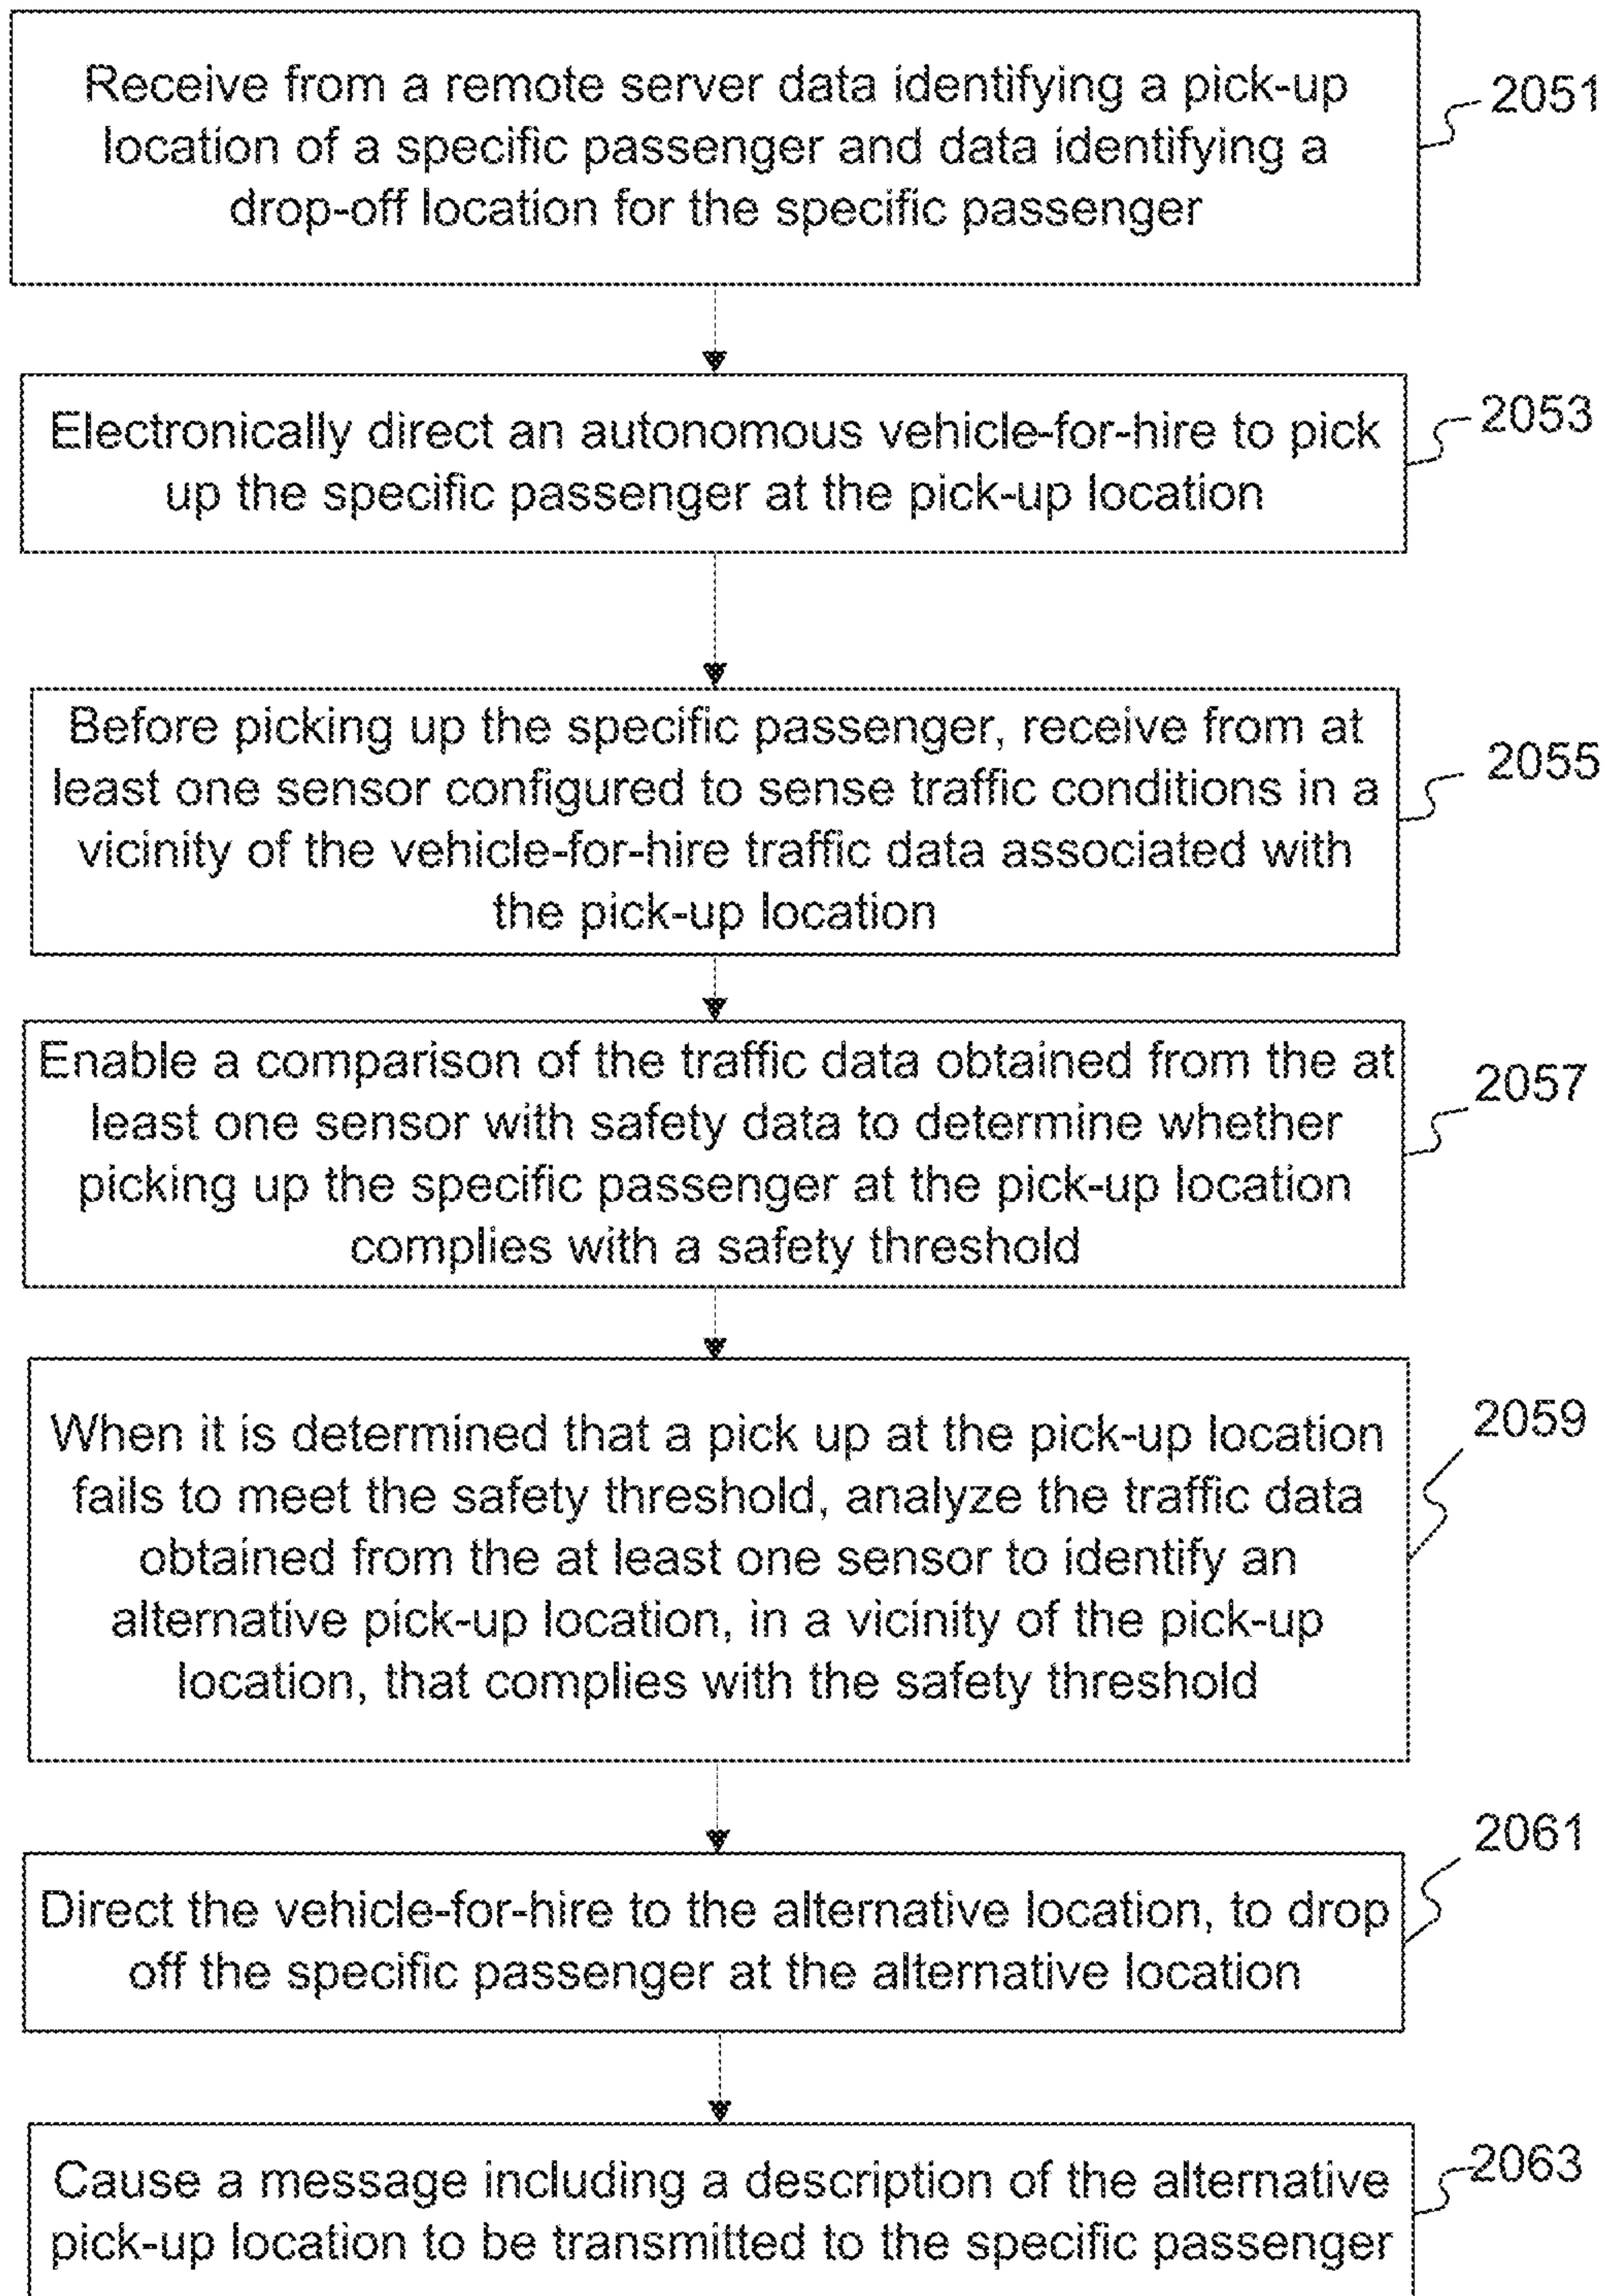 Receive from a remote server data identifying a pick-up
location of a specific passenger and data identifying a
drop-off location for the specific passenger
2051
Electronically direct an autonomous vehicle-for-hire to pick
up the specific passenger at the pick-up location
2053
Before picking up the specific passenger, receive from at
least one sensor configured to sense traffic conditions in a
vicinity of the vehicle-for-hire traffic data associated with
the pick-up location
2055
Enable a comparison of the traffic data obtained from the at
least one sensor with safety data to determine whether
picking up the specific passenger at the pick-up location
complies with a safety threshold
2057
When it is determined that a pick up at the pick-up location
fails to meet the safety threshold, analyze the traffic data
obtained from the at least one sensor to identify an
alternative pick-up location, in a vicinity of the pick-up
location, that complies with the safety threshold
2059
Direct the vehicle-for-hire to the alternative location, to drop
off the specific passenger at the alternative location
2061
Cause a message including a description of the alternative
pick-up location to be transmitted to the specific passenger
2063